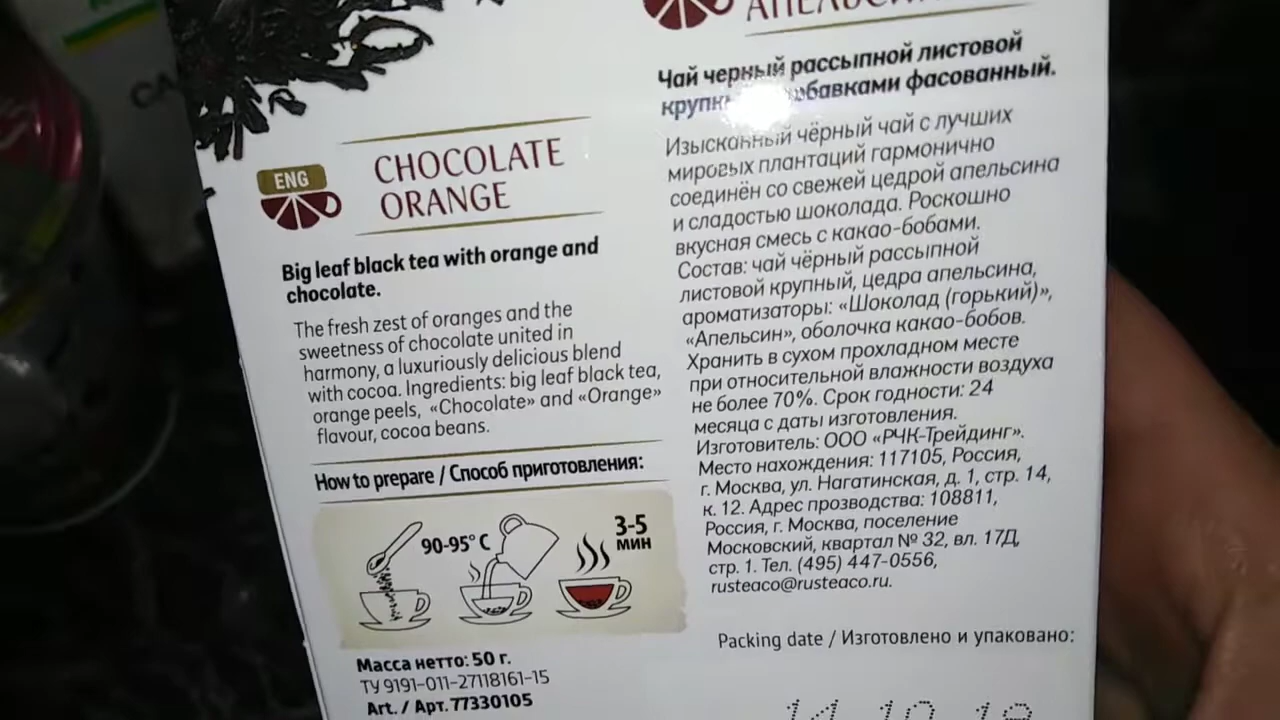 ENG
CHOCOLATE
ORANGE
Big leaf black tea with orange and
chocolate.
The fresh zest of oranges and the
sweetness of chocolate united in
harmony, a luxuriously delicious blend
with cocoa. Ingredients: big leaf black tea,
orange peels, «Chocolate» and «Orange»
flavour, cocoa beans.
How to prepare / Способ приготовления:
90-95° C
3-5
мин
Масса нетто: 50 г.
ТУ 9191-011-27118161-15
Art. / Арт. 77330105
Чай черный рассыпной листовой
фасованный.
Изысканный чёрный чай с лучших
мировых плантаций гармонично
соединён со свежей цедрой апельсина
и сладостью шоколада. Роскошно
вкусная смесь с какао-бобами.
Состав: чай чёрный рассыпной
листовой крупный, цедра апельсина,
ароматизаторы: «Шоколад (горький)»,
«Апельсин», оболочка какао-бобов.
Хранить в сухом прохладном месте
при относительной влажности воздуха
не более 70%. Срок годности: 24
месяца с даты изготовления.
Изготовитель: ООО «РЧК-Трейдинг».
Место нахождения: 117105, Россия,
г. Москва, ул. Нагатинская, д. 1, стр. 14,
к. 12. Адрес прозводства: 108811,
Россия, г. Москва, поселение
Московский, квартал № 32, вл. 17Д,
стр. 1. Тел. (495) 447-0556,
rusteaco@rusteaco.ru.
Packing date / Изготовлено и упаковано: